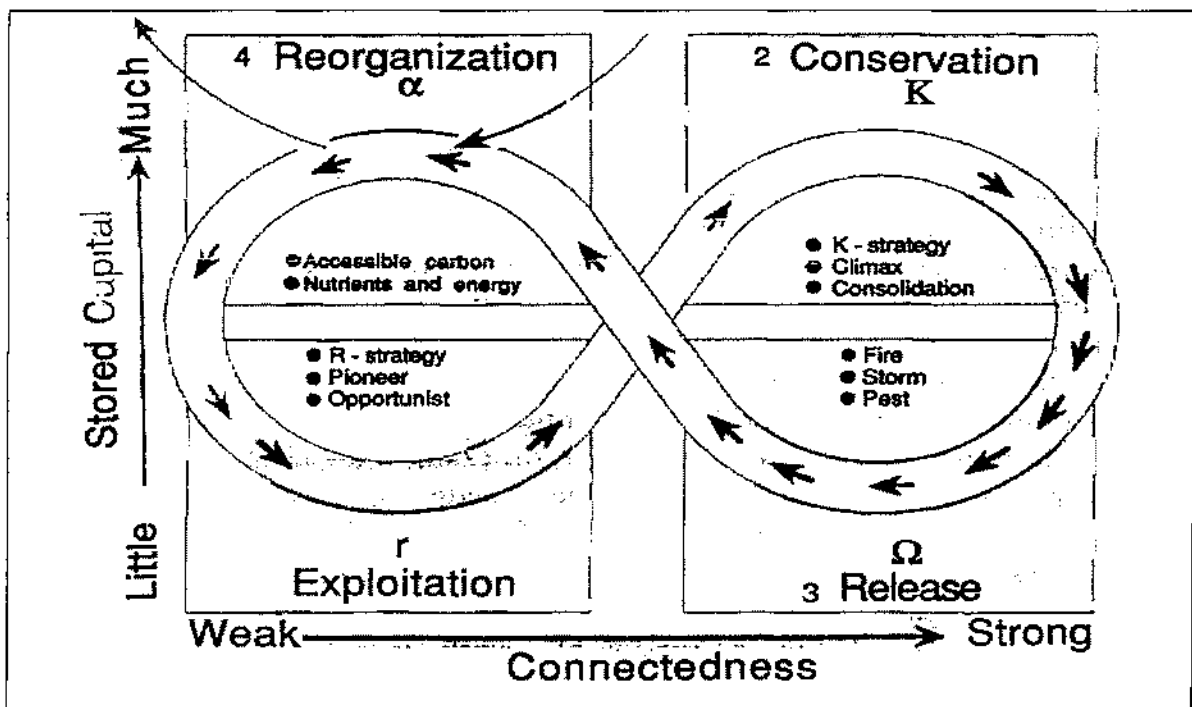 4 Reorganization
α
2 Conservation
K
Much
Stored Capital
Little
Accessible carbon
Nutrients and energy
K - strategy
Climax
Consolidation
R - strategy
Pioneer
Opportunist
Fire
Storm
Pest
r
Exploitation
Ω
3 Release
Weak
Strong
Connectedness